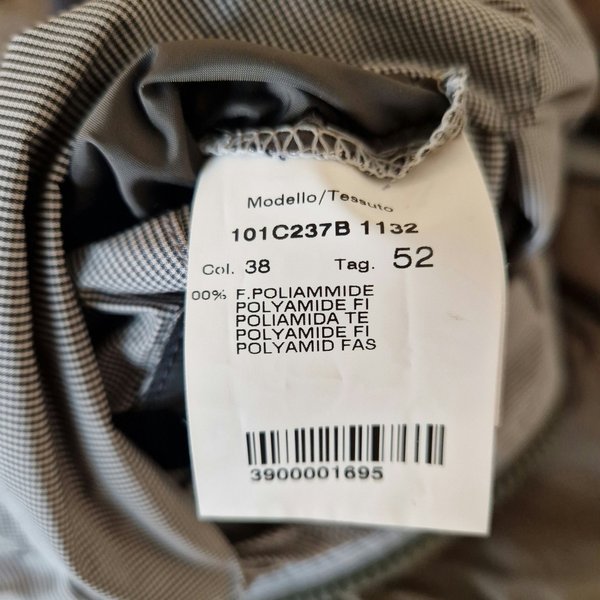 Modello/Tessuto
101C237B 1132
Col. 38 Tag. 52
00% F.POLIAMMIDE
POLYAMIDE FI
POLIAMIDA TE
POLYAMIDE FI
POLYAMID FAS
3900001695